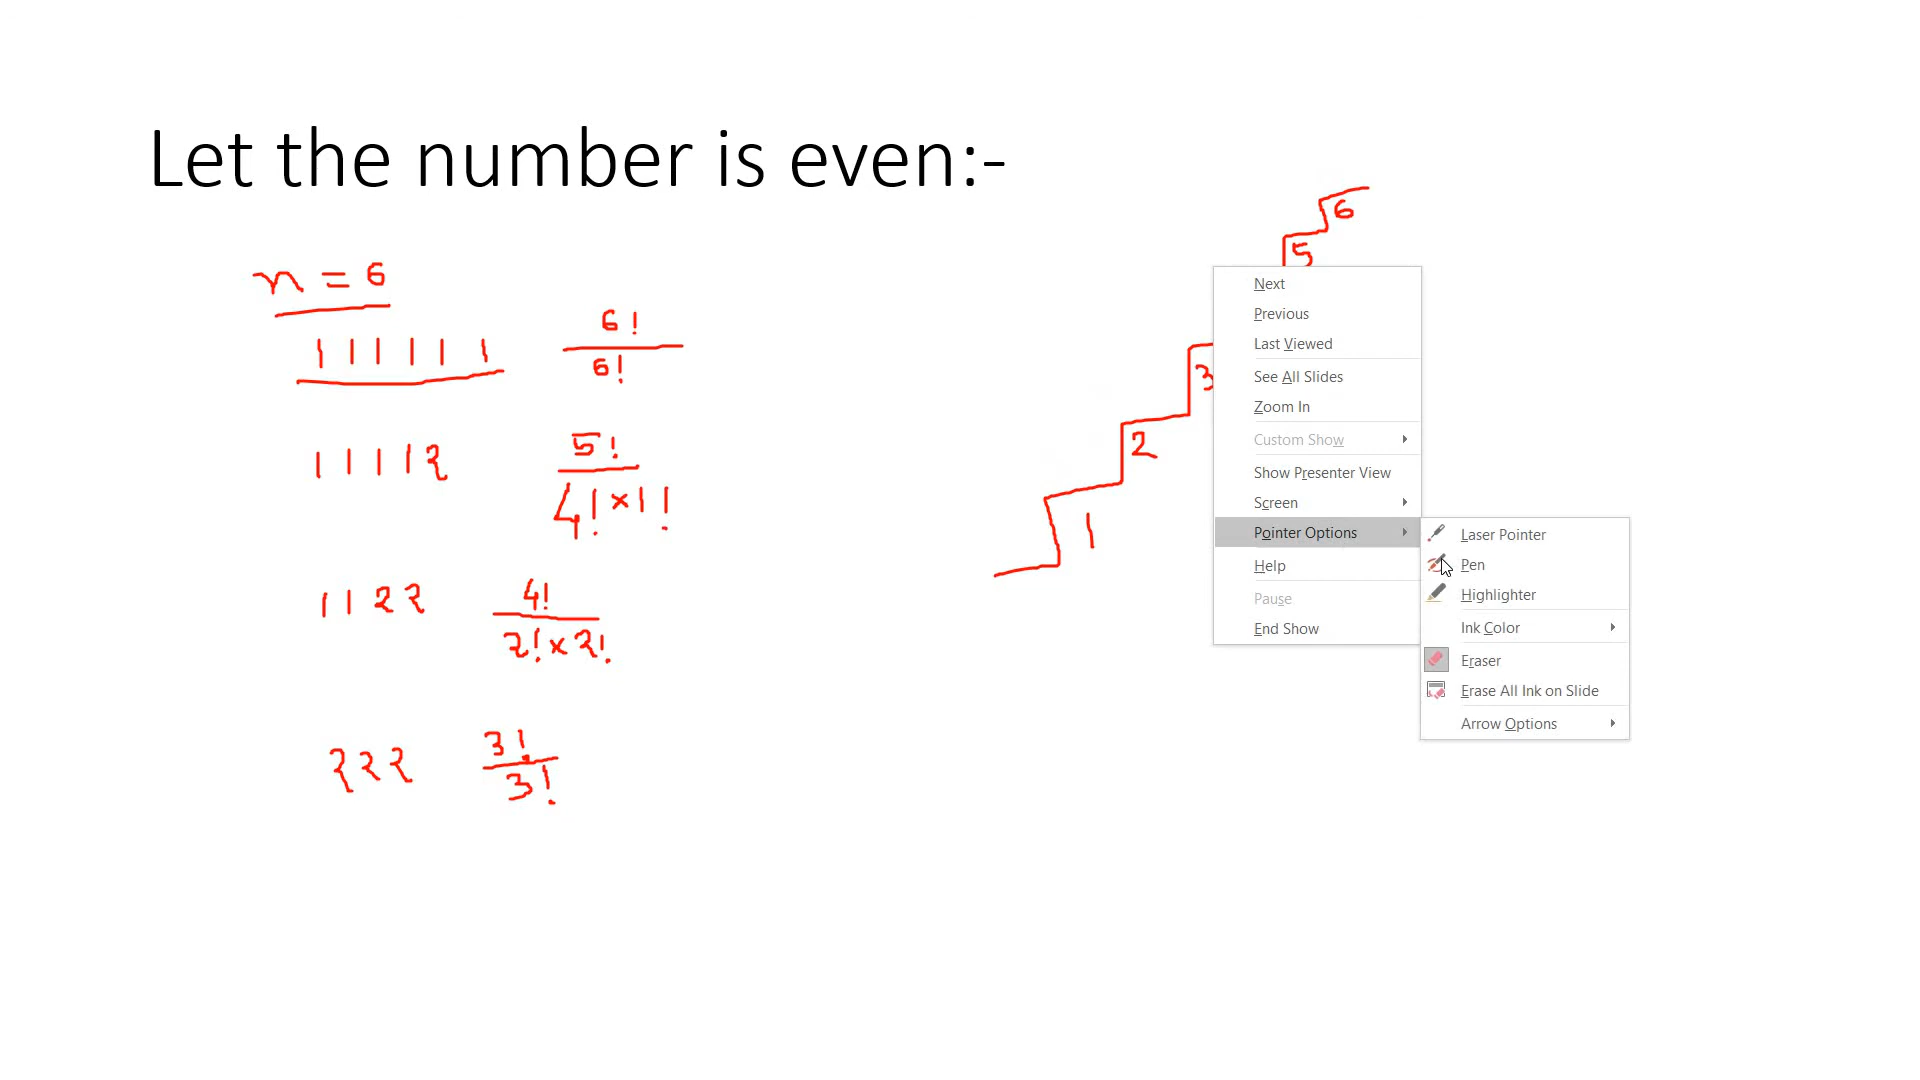 Let the number is even:-
n = 6
1 1 1 1 1 1
6!
6!
1 1 1 1 2
5!
4! × 1!
1 1 2 2
4!
2! × 2!
2 2 2
3!
3!
6
5
3
2
1
Next
Previous
Last Viewed
See All Slides
Zoom In
Custom Show
Show Presenter View
Screen
Pointer Options
Help
Pause
End Show
Laser Pointer
Pen
Highlighter
Ink Color
Eraser
Erase All Ink on Slide
Arrow Options